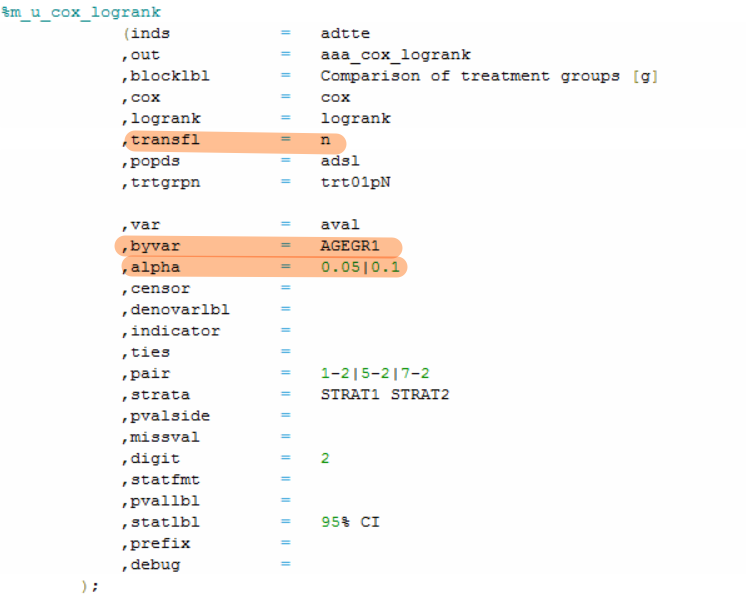 %m_u_cox_logrank
(inds = adtte
,out = aaa_cox_logrank
,blocklbl = Comparison of treatment groups [g]
,cox = cox
,logrank = logrank
,transfl = n
,popds = adsl
,trtgrpn = trt01pN
,var = aval
,byvar = AGEGR1
,alpha = 0.05|0.1
,censor =
,denovarlbl =
,indicator =
,ties =
,pair = 1-2|5-2|7-2
,strata = STRAT1 STRAT2
,pvalside =
,missval =
,digit = 2
,statfmt =
,pvallbl =
,statlbl = 95% CI
,prefix =
,debug =
);